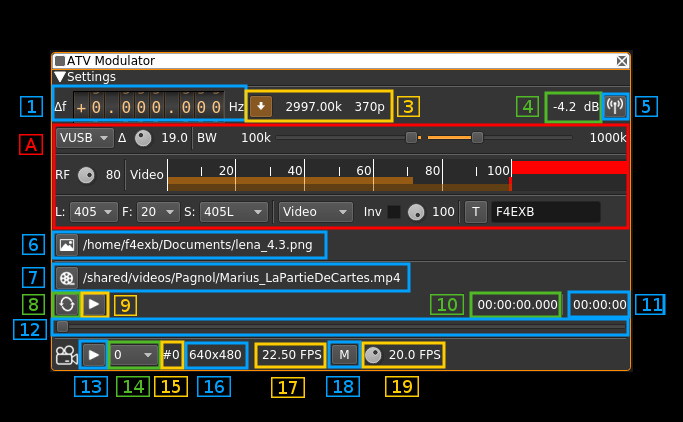 ATV Modulator
Settings
1 Δf +0.000.000 Hz 2997.00k 370p 3 4 -4.2 dB 5
A VUSB Δ 19.0 BW 100k 1000k
RF 80 Video 20 40 60 80 100
L: 405 F: 20 S: 405L Video Inv 100 T F4EXB
6 /home/f4exb/Documents/lena_4.3.png
7 /shared/videos/Pagnol/Marius_LaPartieDeCartes.mp4
8 9 10 00:00:00.000 00:00:00 11
12
0 #0 640x480 22.50 FPS M 20.0 FPS
13 14 15 16 17 18 19